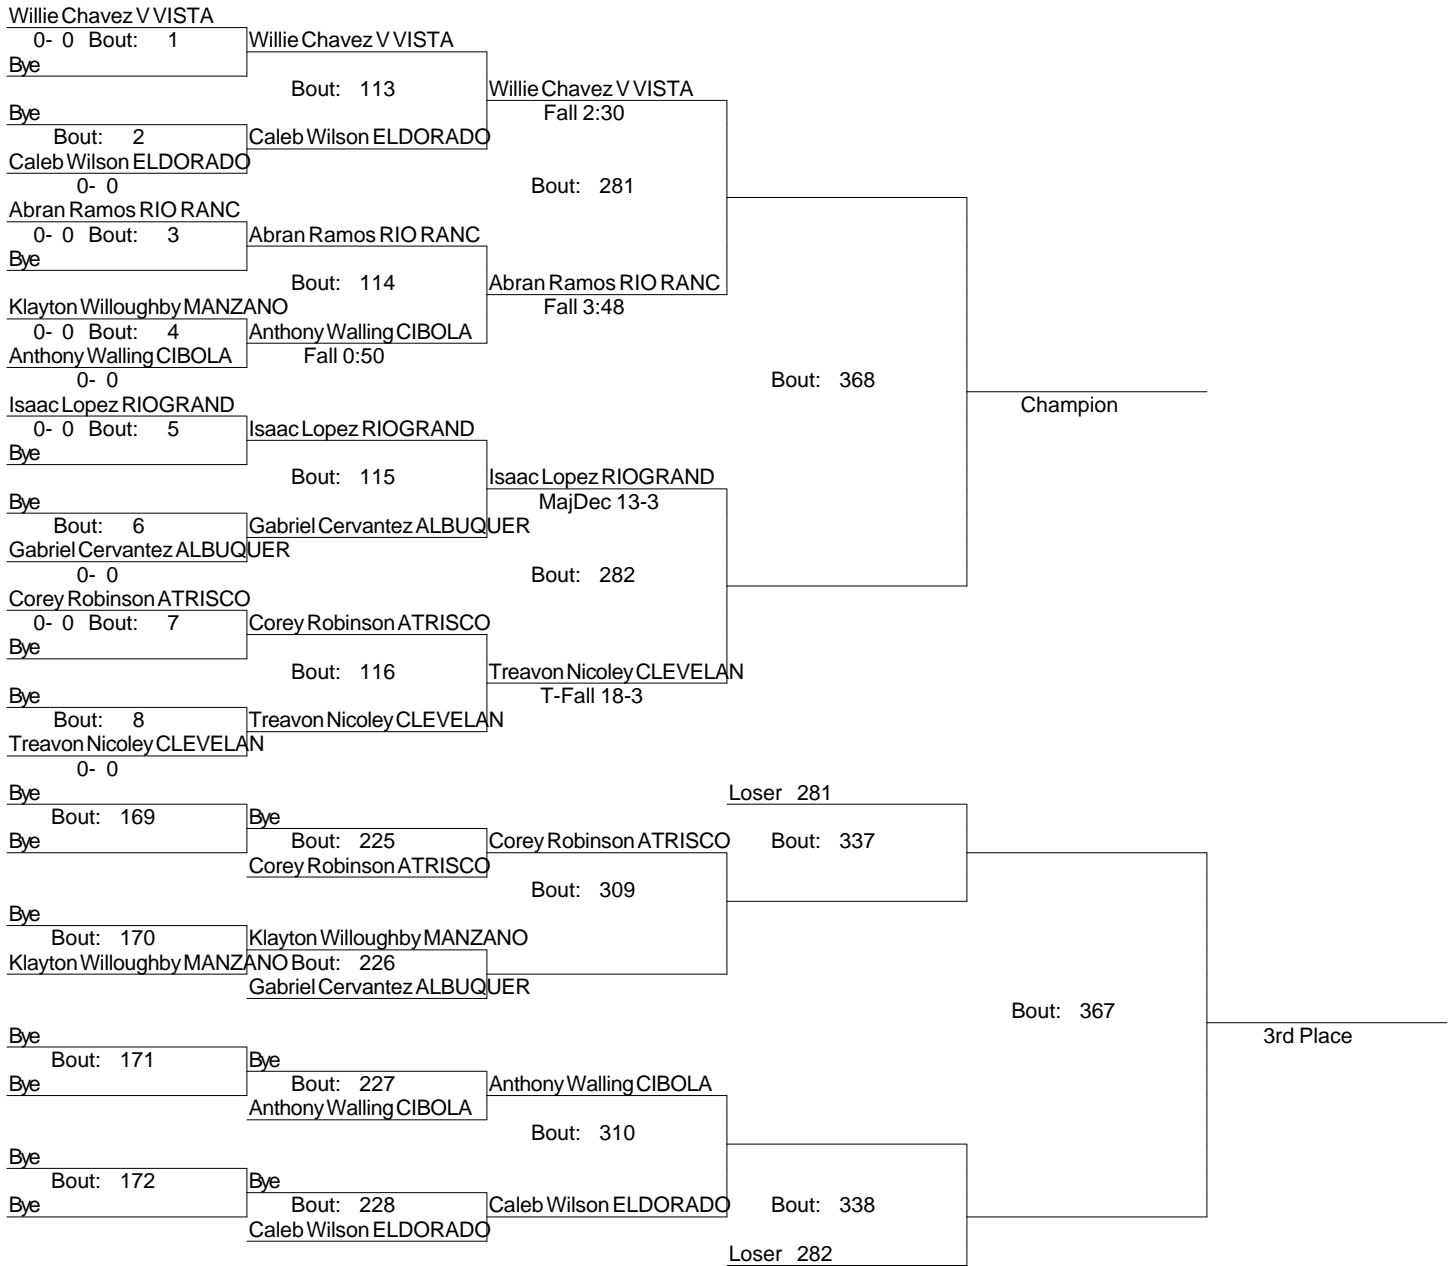 Willie Chavez V VISTA
0- 0 Bout: 1 Willie Chavez V VISTA
Bye
Bout: 113 Willie Chavez V VISTA
Bye Fall 2:30
Bout: 2 Caleb Wilson ELDORADO
Caleb Wilson ELDORADO
0- 0 Bout: 281
Abran Ramos RIO RANC
0- 0 Bout: 3 Abran Ramos RIO RANC
Bye
Bout: 114 Abran Ramos RIO RANC
Klayton Willoughby MANZANO Fall 3:48
0- 0 Bout: 4 Anthony Walling CIBOLA
Anthony Walling CIBOLA Fall 0:50
0- 0 Bout: 368
Isaac Lopez RIOGRAND Champion
0- 0 Bout: 5 Isaac Lopez RIOGRAND
Bye
Bout: 115 Isaac Lopez RIOGRAND
Bye MajDec 13-3
Bout: 6 Gabriel Cervantez ALBUQUER
Gabriel Cervantez ALBUQUER
0- 0 Bout: 282
Corey Robinson ATRISCO
0- 0 Bout: 7 Corey Robinson ATRISCO
Bye
Bout: 116 Treavon Nicoley CLEVELAN
Bye T-Fall 18-3
Bout: 8 Treavon Nicoley CLEVELAN
Treavon Nicoley CLEVELAN
0- 0
Bye Loser 281
Bout: 169 Bye
Bye Bout: 225 Corey Robinson ATRISCO Bout: 337
Corey Robinson ATRISCO
Bout: 309
Bye
Bout: 170 Klayton Willoughby MANZANO
Klayton Willoughby MANZANO Bout: 226
Gabriel Cervantez ALBUQUER
Bout: 367
Bye 3rd Place
Bout: 171 Bye
Bye Bout: 227 Anthony Walling CIBOLA
Anthony Walling CIBOLA
Bout: 310
Bye
Bout: 172 Bye
Bye Bout: 228 Caleb Wilson ELDORADO Bout: 338
Caleb Wilson ELDORADO
Loser 282